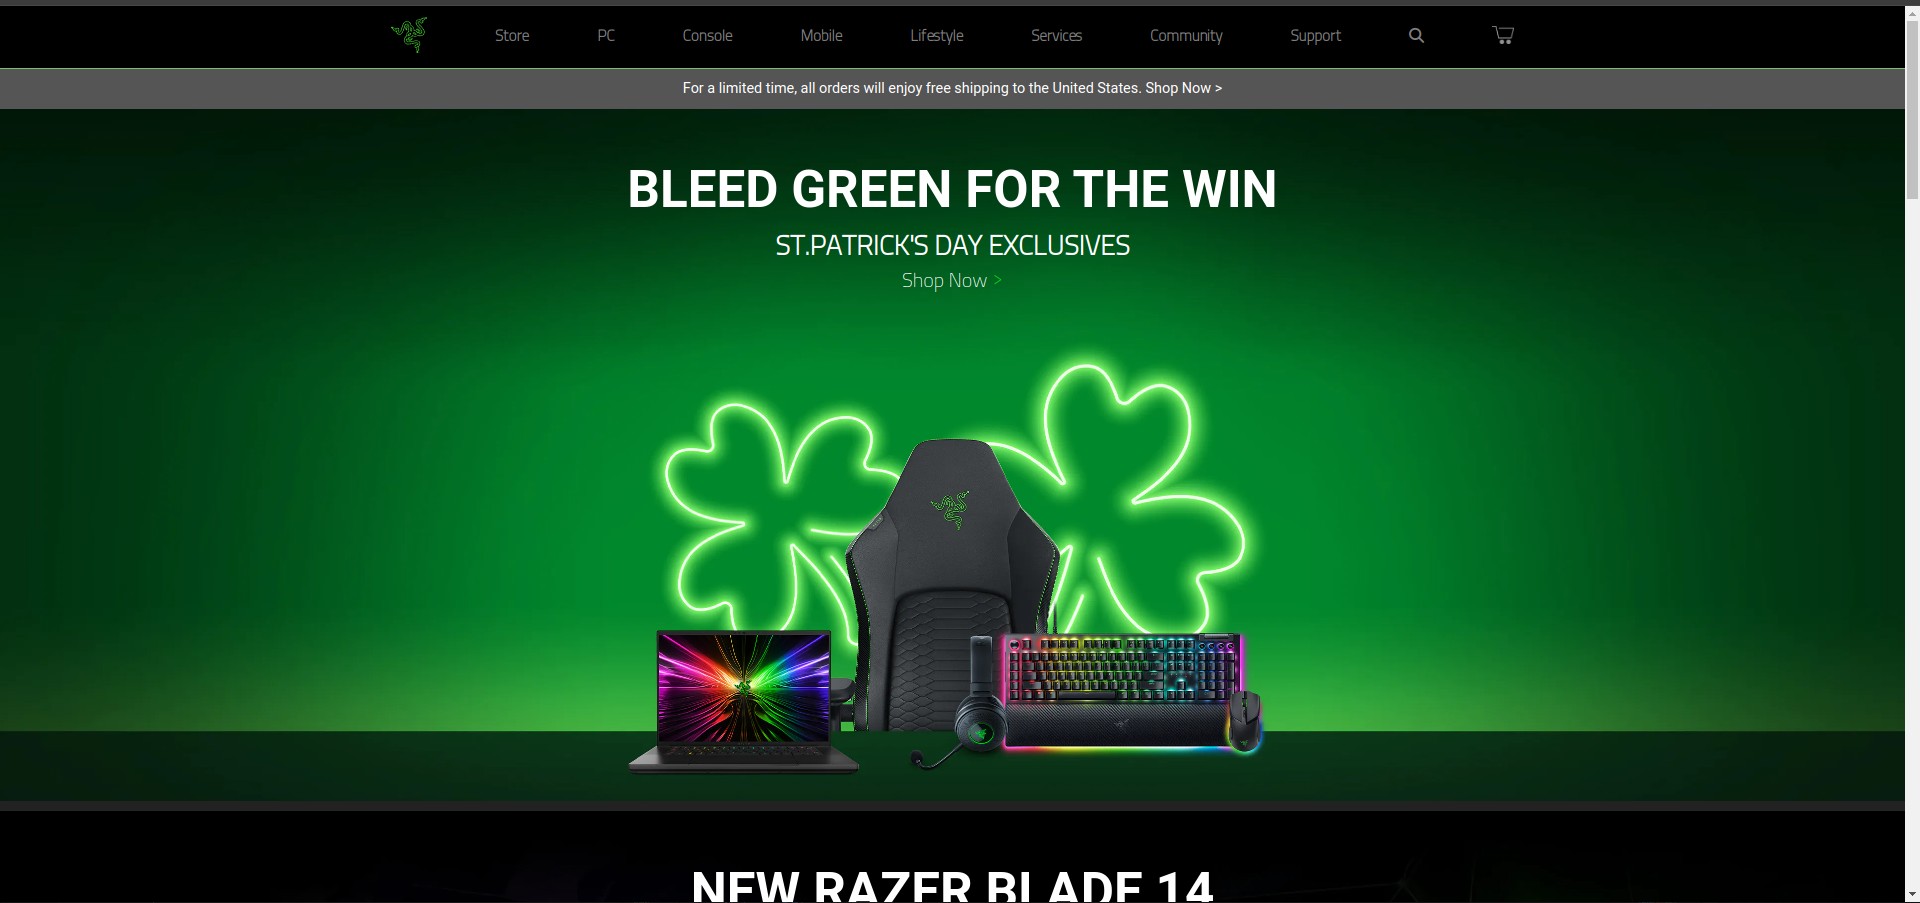 Store PC Console Mobile Lifestyle Services Community Support
For a limited time, all orders will enjoy free shipping to the United States. Shop Now >
BLEED GREEN FOR THE WIN
ST.PATRICK'S DAY EXCLUSIVES
Shop Now >
NEW RAZER BLADE 14